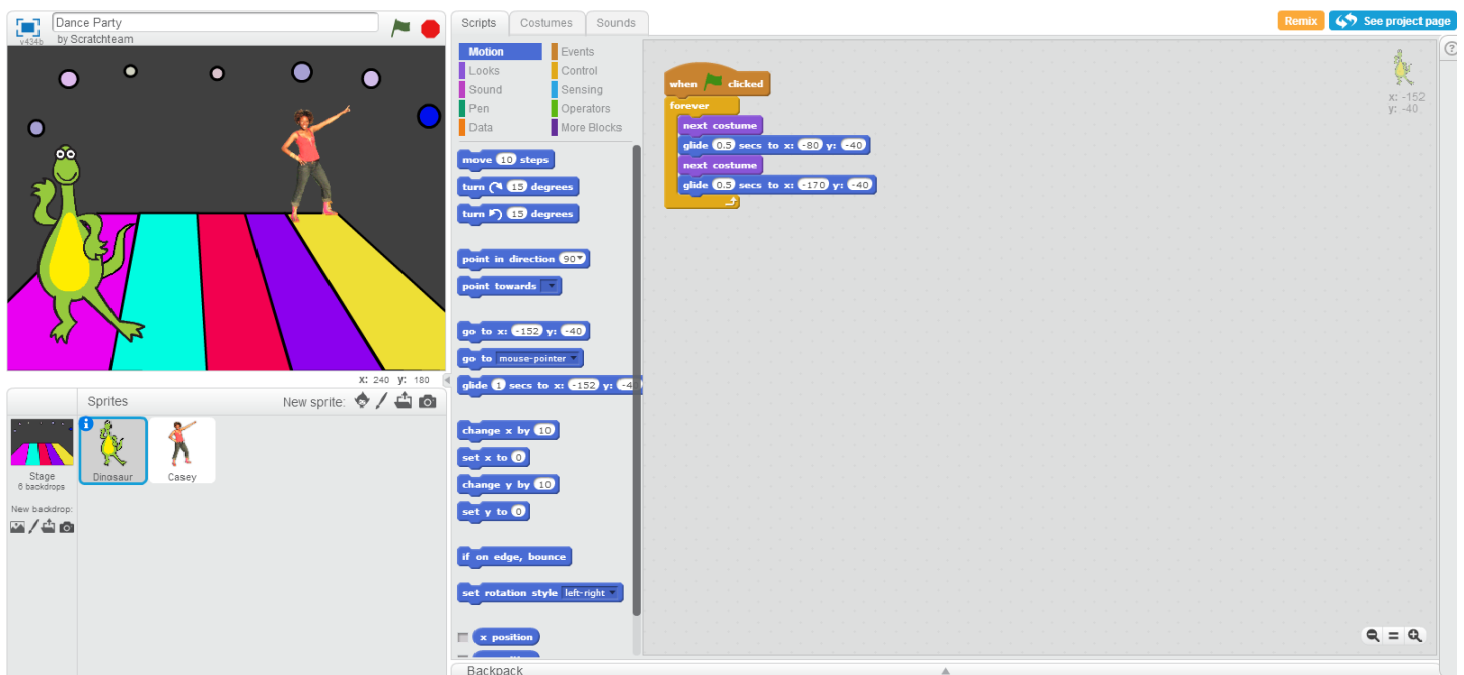 Dance Party
by Scratchteam
v434b
Scripts Costumes Sounds
Remix
See project page
Motion Events
Looks Control
Sound Sensing
Pen Operators
Data More Blocks
move 10 steps
turn 15 degrees
turn 15 degrees
point in direction 90
point towards
go to x: -152 y: -40
go to mouse-pointer
glide 1 secs to x: -152 y: -4
change x by 10
set x to 0
change y by 10
set y to 0
if on edge, bounce
set rotation style left-right
x position
when clicked
forever
next costume
glide 0.5 secs to x: -80 y: -40
next costume
glide 0.5 secs to x: -170 y: -40
x: -152
y: -40
?
x: 240 y: 180
Sprites New sprite:
Stage
6 backdrops
New backdrop:
i
Dinosaur
Casey
Backpack